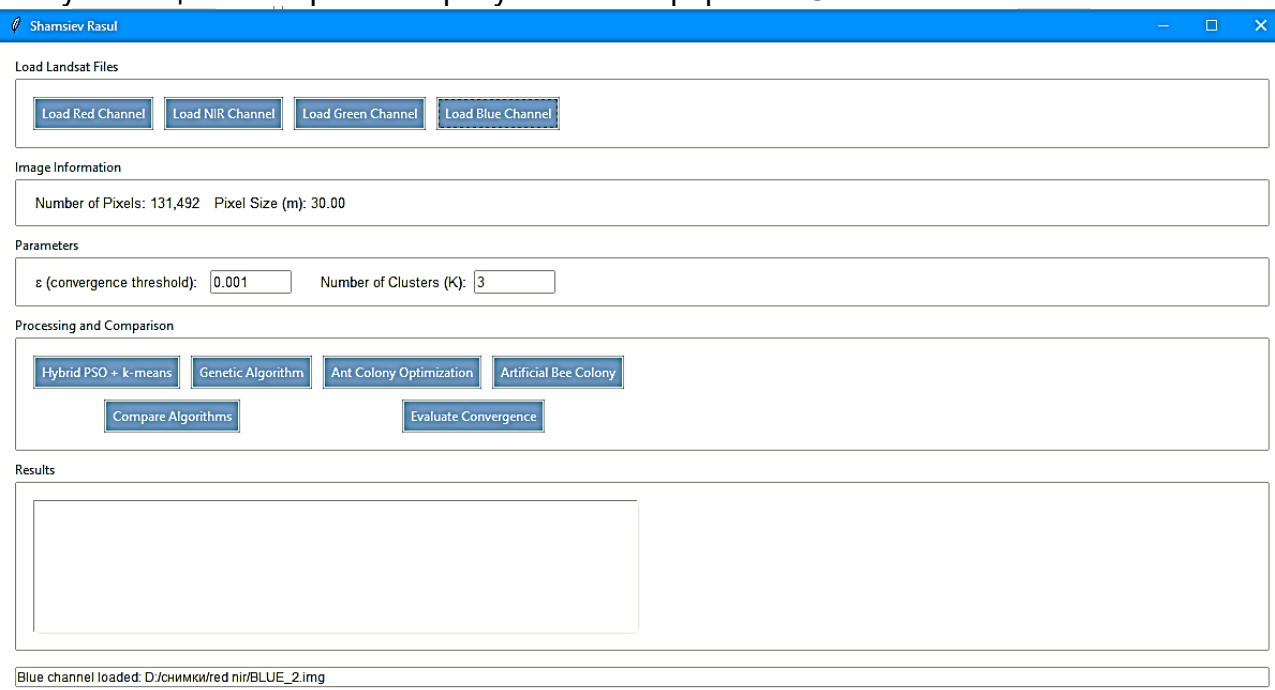 Shamsiev Rasul
Load Landsat Files
Load Red Channel Load NIR Channel Load Green Channel Load Blue Channel
Image Information
Number of Pixels: 131,492 Pixel Size (m): 30.00
Parameters
ε (convergence threshold): 0.001 Number of Clusters (K): 3
Processing and Comparison
Hybrid PSO + k-means Genetic Algorithm Ant Colony Optimization Artificial Bee Colony
Compare Algorithms Evaluate Convergence
Results
Blue channel loaded: D:/снимки/red nir/BLUE_2.img